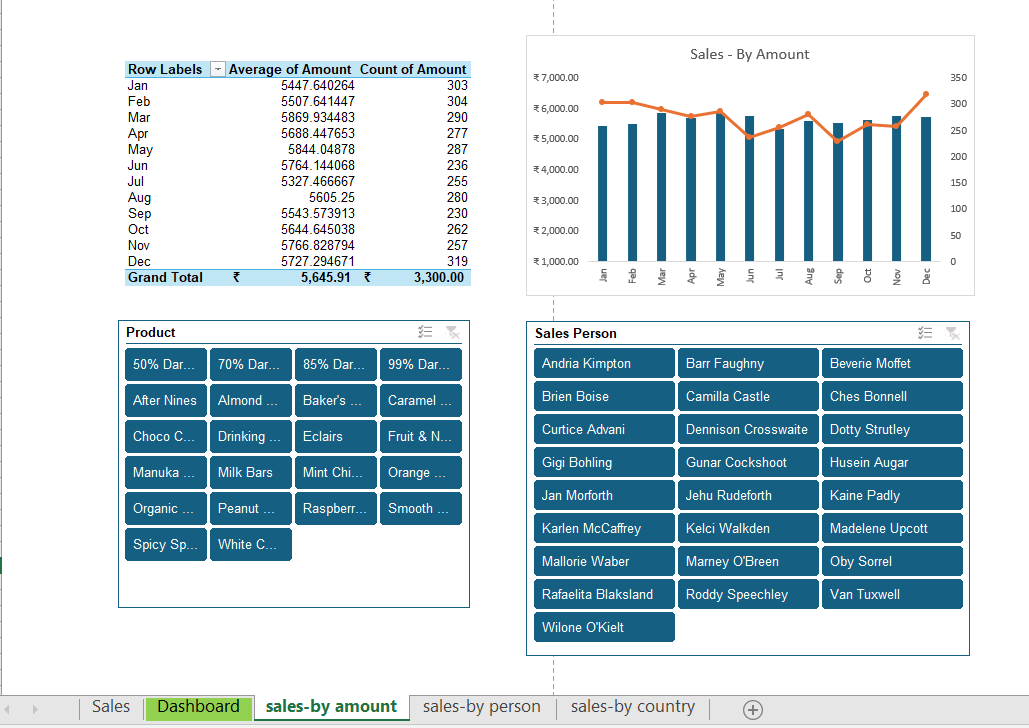 Row Labels Average of Amount Count of Amount
Jan 5447.640264 303
Feb 5507.641447 304
Mar 5869.934483 290
Apr 5688.447653 277
May 5844.04878 287
Jun 5764.144068 236
Jul 5327.466667 255
Aug 5605.25 280
Sep 5543.573913 230
Oct 5644.645038 262
Nov 5766.828794 257
Dec 5727.294671 319
Grand Total ₹ 5,645.91 ₹ 3,300.00
Sales - By Amount
₹7,000.00 350
₹6,000.00 300
₹5,000.00 250
₹4,000.00 200
₹3,000.00 150
₹2,000.00 100
50
₹1,000.00 0
Jan Feb Mar Apr May Jun Jul Aug Sep Oct Nov Dec
Product
50% Dar... 70% Dar... 85% Dar... 99% Dar...
After Nines Almond ... Baker's ... Caramel ...
Choco C... Drinking ... Eclairs Fruit & N...
Manuka ... Milk Bars Mint Chi... Orange ...
Organic ... Peanut ... Raspberr... Smooth ...
Spicy Sp... White C...
Sales Person
Andria Kimpton Barr Faughny Beverie Moffet
Brien Boise Camilla Castle Ches Bonnell
Curtice Advani Dennison Crosswaite Dotty Strutley
Gigi Bohling Gunar Cockshoot Husein Augar
Jan Morforth Jehu Rudeforth Kaine Padly
Karlen McCaffrey Kelci Walkden Madelene Upcott
Mallorie Waber Marney O'Breen Oby Sorrel
Rafaelita Blaksland Roddy Speechley Van Tuxwell
Wilone O'Kielt
Sales Dashboard sales-by amount sales-by person sales-by country